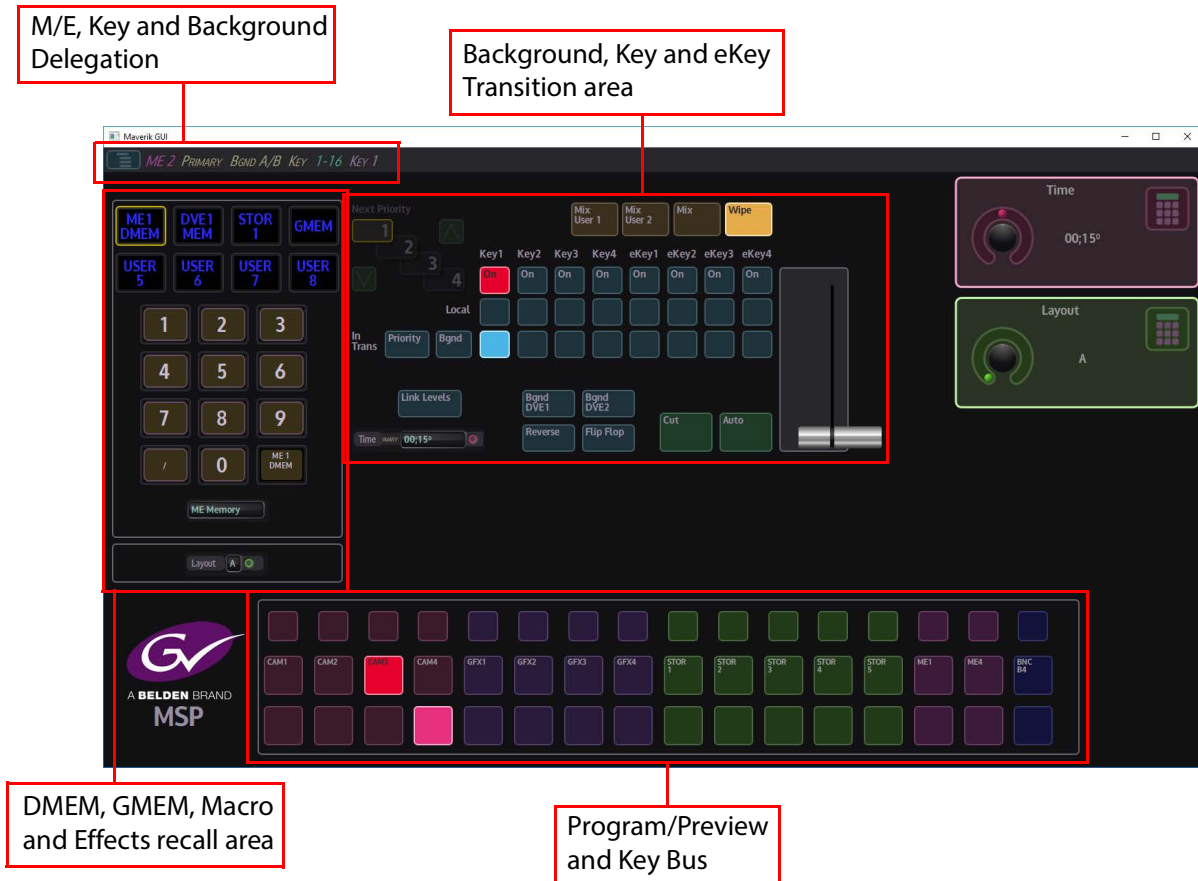 M/E, Key and Background
Delegation
Background, Key and eKey
Transition area
Maverik GUI
ME 2 PRIMARY BGND A/B KEY 1-16 KEY 1
ME1
DMEM
DVE1
MEM
STOR
1
GMEM
USER
5
USER
6
USER
7
USER
8
1 2 3
4 5 6
7 8 9
/ 0 ME 1
DMEM
ME Memory
Layout A
Next Priority
1
2
3
4
Mix
User 1
Mix
User 2
Mix
Wipe
Key1 Key2 Key3 Key4 eKey1 eKey2 eKey3 eKey4
On On On On On On On On
Local
In
Trans
Priority Bgnd
Link Levels
Bgnd
DVE1
Bgnd
DVE2
Reverse Flip Flop
Cut Auto
Time PRIMARY 00;15⁰
Time
00;15⁰
Layout
A
GV
A BELDEN BRAND
MSP
CAM1 CAM2 CAM3 CAM4 GFX1 GFX2 GFX3 GFX4 STOR
1 STOR
2 STOR
3 STOR
4 STOR
5 ME1 ME4 BNC
B4
DMEM, GMEM, Macro
and Effects recall area
Program/Preview
and Key Bus